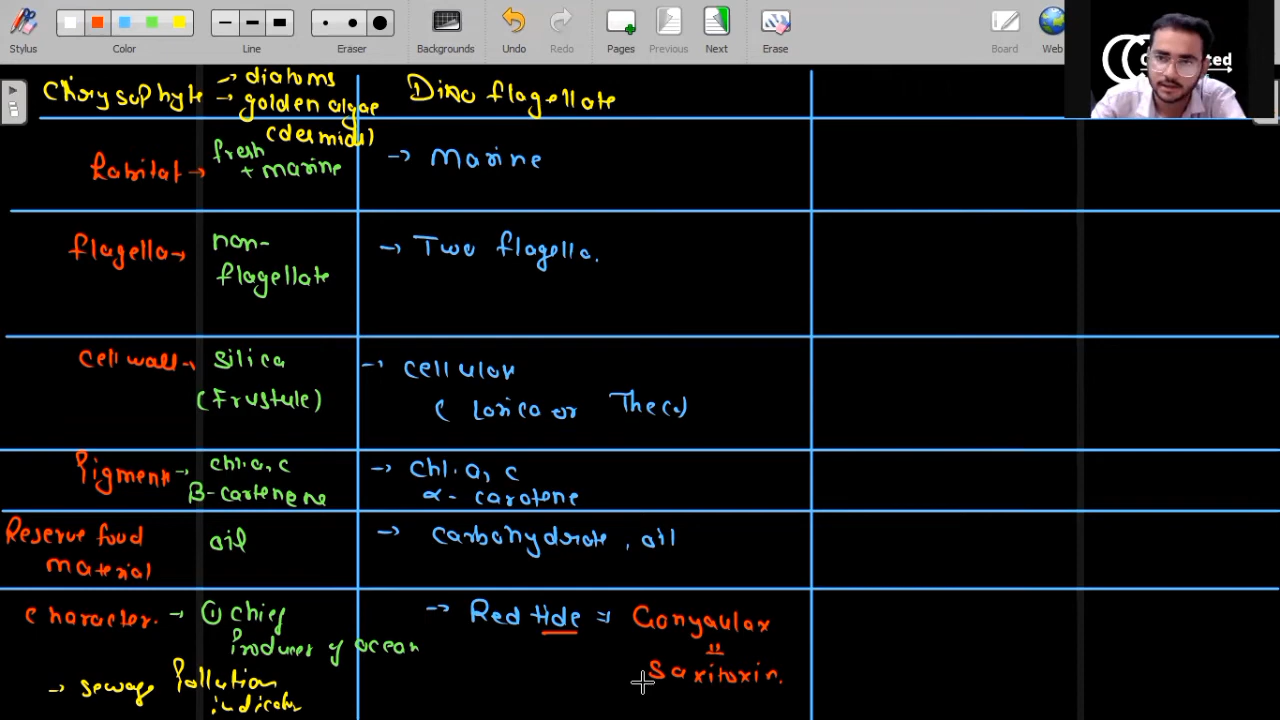 Stylus
Color
Line
Eraser
Backgrounds
Undo
Redo
Pages
Previous
Next
Erase
Board
Web
Chrysophyte → diatoms
→ golden algae
(desmids)
Dino flagellate
habitat → fresh
+ marine
→ Marine
flagella → non-
flagellate
→ Two flagella.
cell wall → silica
(Frustule)
→ cellular
( lorica or Theca)
Pigment → chl. a, c
β-cartenene
→ chl. a, c
α- carotene
Reserve food
material
oil
→ carbohydrate, oil
character. → ① chief
Producer of ocean
→ sewage Pollution
indicator
→ Red tide ⇒ Gonyaulax
=
Saxitoxin.